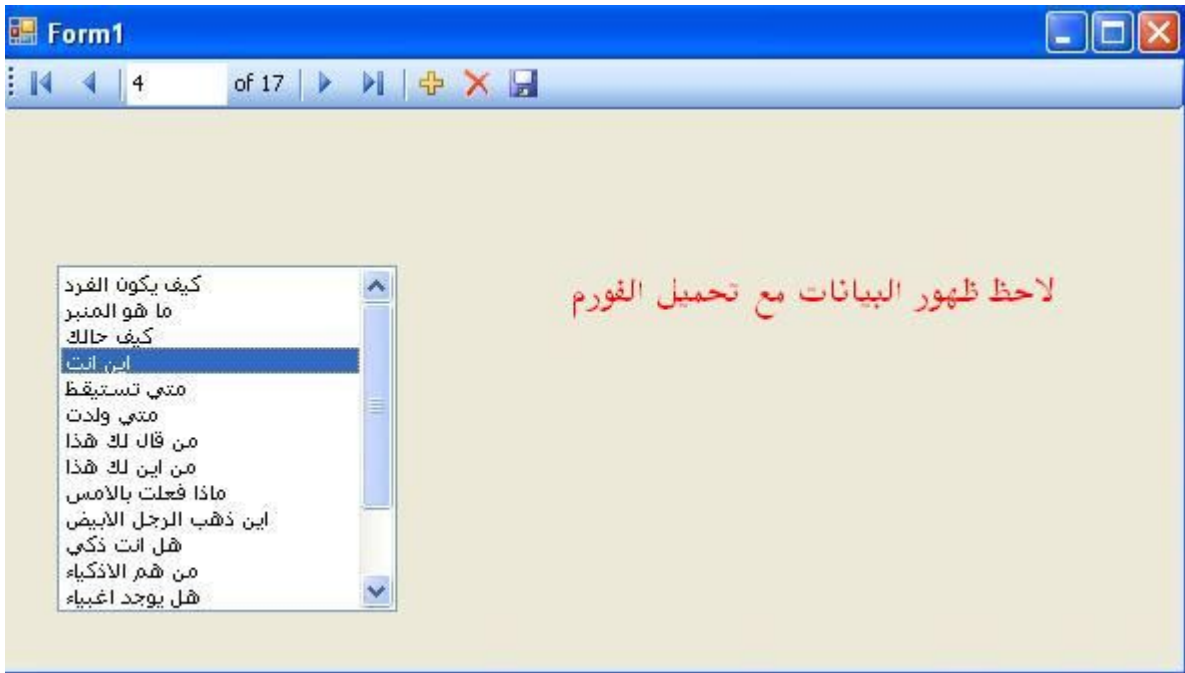 Form1
4 of 17
كيف يكون الفرد
ما هو المنبر
كيف حالك
اين انت
متي تستيقظ
متي ولدت
من قال لك هذا
من اين لك هذا
ماذا فعلت بالامس
اين ذهب الرجل الابيض
هل انت ذكي
من هم الاذكياء
هل يوجد اغبياء
لاحظ ظهور البيانات مع تحميل الفورم